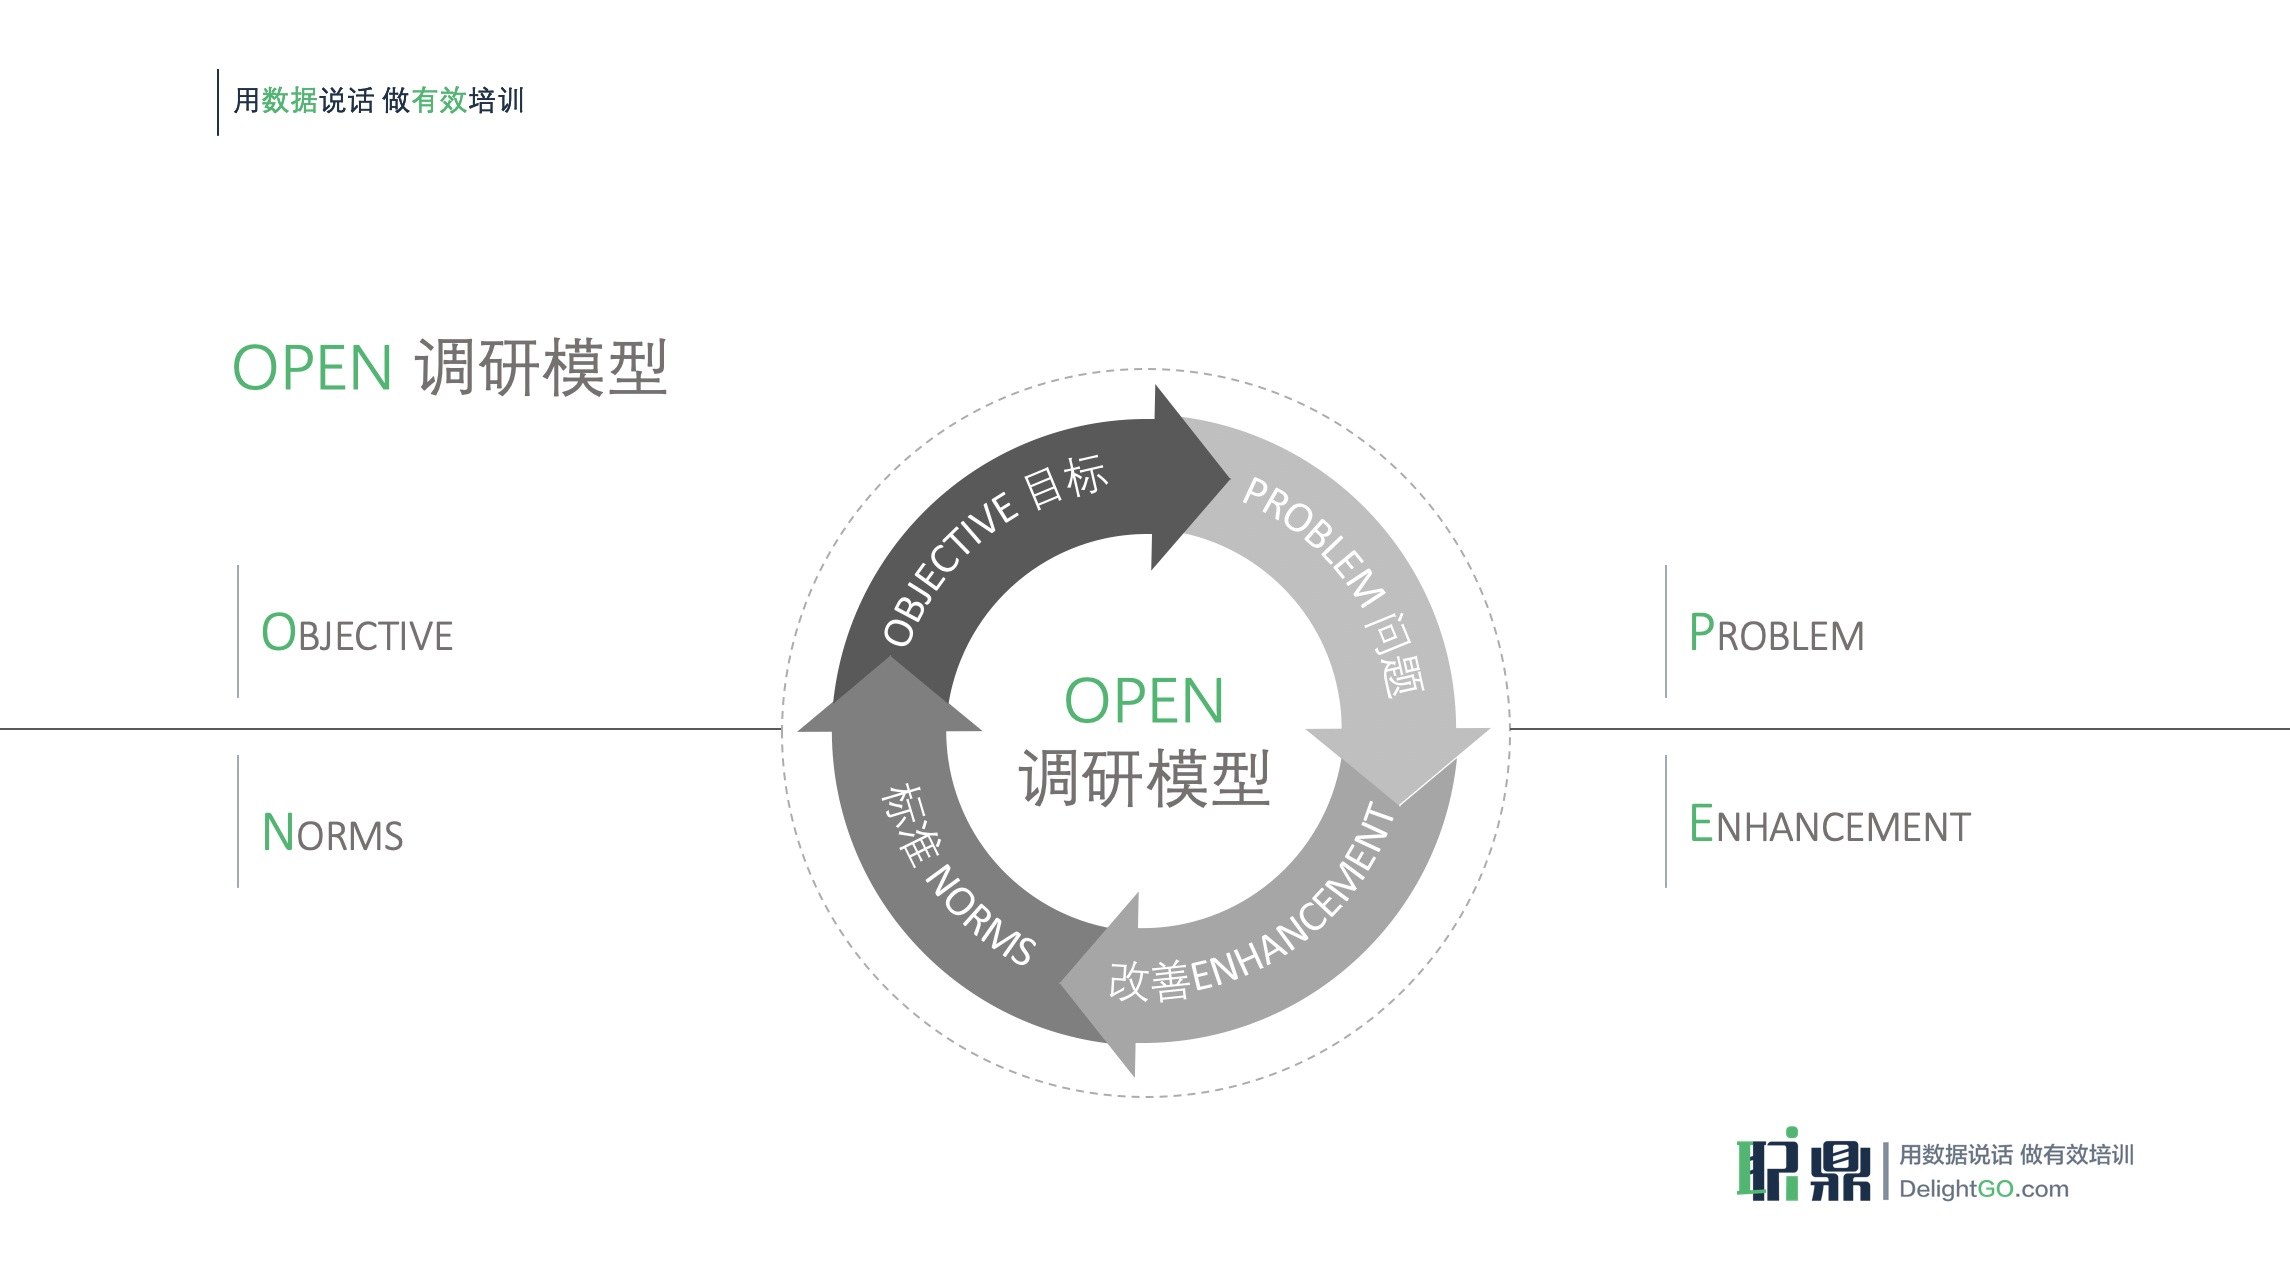 用数据说话 做有效培训
OPEN 调研模型
OBJECTIVE
NORMS
OBJECTIVE 目标
PROBLEM 问题
改善ENHANCEMENT
标准 NORMS
OPEN
调研模型
PROBLEM
ENHANCEMENT
职鼎
用数据说话 做有效培训
DelightGO.com